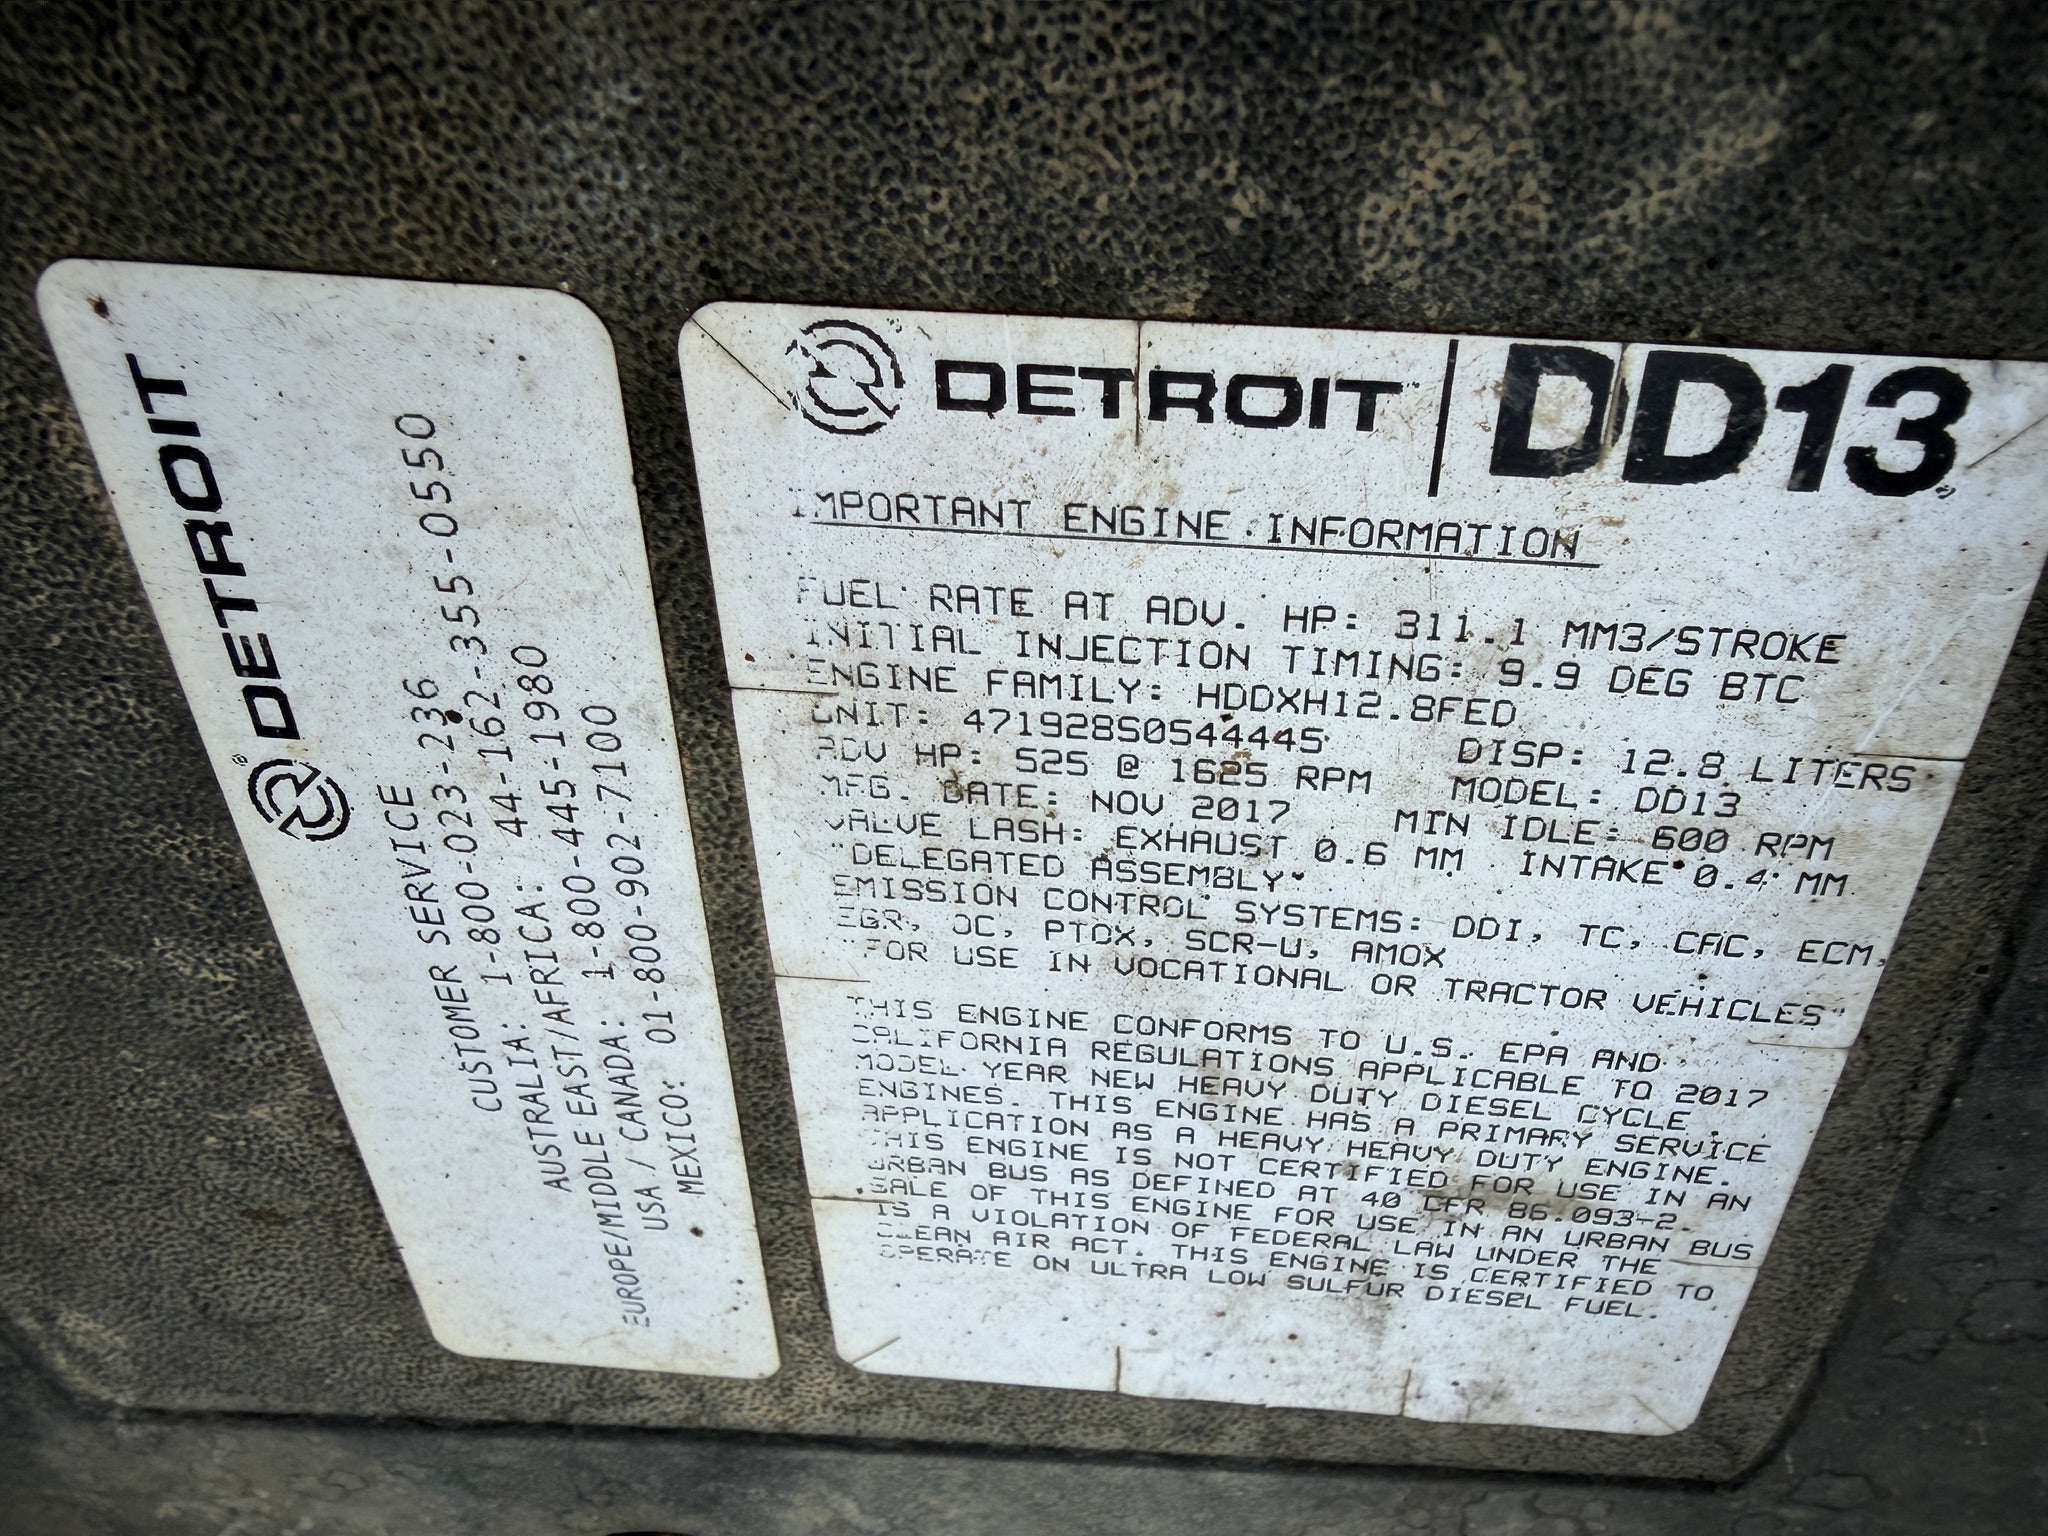 DETROIT
CUSTOMER SERVICE
AUSTRALIA: 1-800-023-236
EUROPE/MIDDLE EAST/AFRICA: 44-162-355-0550
USA / CANADA: 1-800-445-1980
MEXICO: 01-800-902-7100
DETROIT | DD13
IMPORTANT ENGINE INFORMATION
FUEL RATE AT ADV. HP: 311.1 MM3/STROKE
INITIAL INJECTION TIMING: 9.9 DEG BTC
ENGINE FAMILY: HDDXH12.8FED
UNIT: 471928S0544445 DISP: 12.8 LITERS
ADV HP: 525 @ 1625 RPM MODEL: DD13
MFG. DATE: NOV 2017 MIN IDLE: 600 RPM
VALVE LASH: EXHAUST 0.6 MM INTAKE 0.4 MM
"DELEGATED ASSEMBLY"
EMISSION CONTROL SYSTEMS: DDI, TC, CAC, ECM,
EGR, OC, PTOX, SCR-U, AMOX
"FOR USE IN VOCATIONAL OR TRACTOR VEHICLES"
THIS ENGINE CONFORMS TO U.S. EPA AND
CALIFORNIA REGULATIONS APPLICABLE TO 2017
MODEL YEAR NEW HEAVY DUTY DIESEL CYCLE
ENGINES. THIS ENGINE HAS A PRIMARY SERVICE
APPLICATION AS A HEAVY HEAVY DUTY ENGINE.
THIS ENGINE IS NOT CERTIFIED FOR USE IN AN
URBAN BUS AS DEFINED AT 40 CFR 86.093-2.
SALE OF THIS ENGINE FOR USE IN AN URBAN BUS
IS A VIOLATION OF FEDERAL LAW UNDER THE
CLEAN AIR ACT. THIS ENGINE IS CERTIFIED TO
OPERATE ON ULTRA LOW SULFUR DIESEL FUEL.